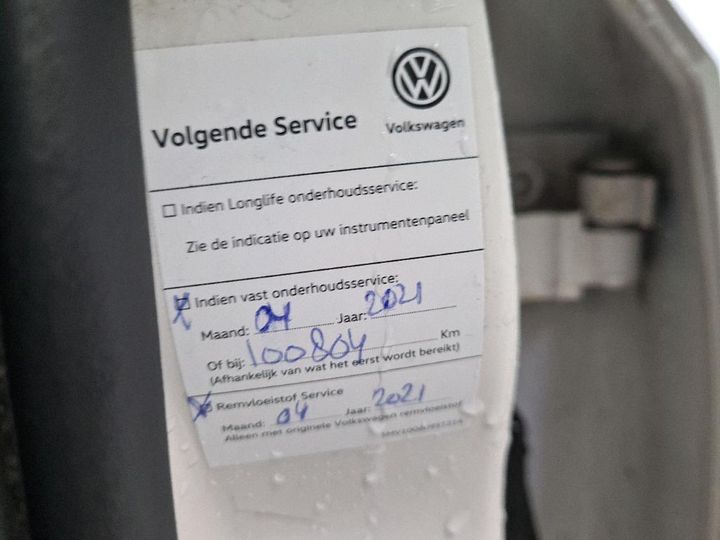 Volgende Service
Volkswagen
Indien Longlife onderhoudsservice:
Zie de indicatie op uw instrumentenpaneel
Indien vast onderhoudsservice:
Maand: 04 Jaar: 2021
Of bij: 100804 Km
(Afhankelijk van wat het eerst wordt bereikt)
Remvloeistof Service
Maand: 04 Jaar: 2021
Alleen met originele Volkswagen remvloeistof